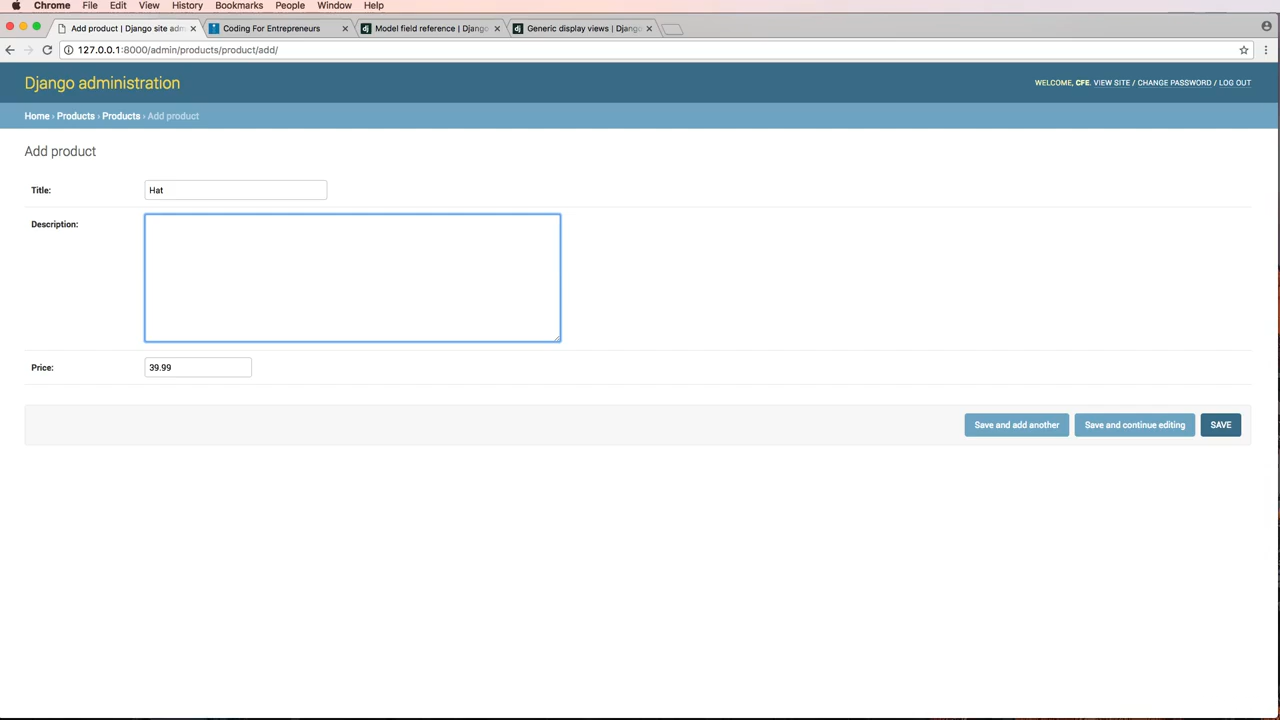 Chrome File Edit View History Bookmarks People Window Help
Add product | Django site adm
Coding For Entrepreneurs
Model field reference | Django
Generic display views | Django
127.0.0.1:8000/admin/products/product/add/
Django administration
WELCOME, CFE. VIEW SITE / CHANGE PASSWORD / LOG OUT
Home › Products › Products › Add product
Add product
Title:
Hat
Description:
Price:
39.99
Save and add another
Save and continue editing
SAVE